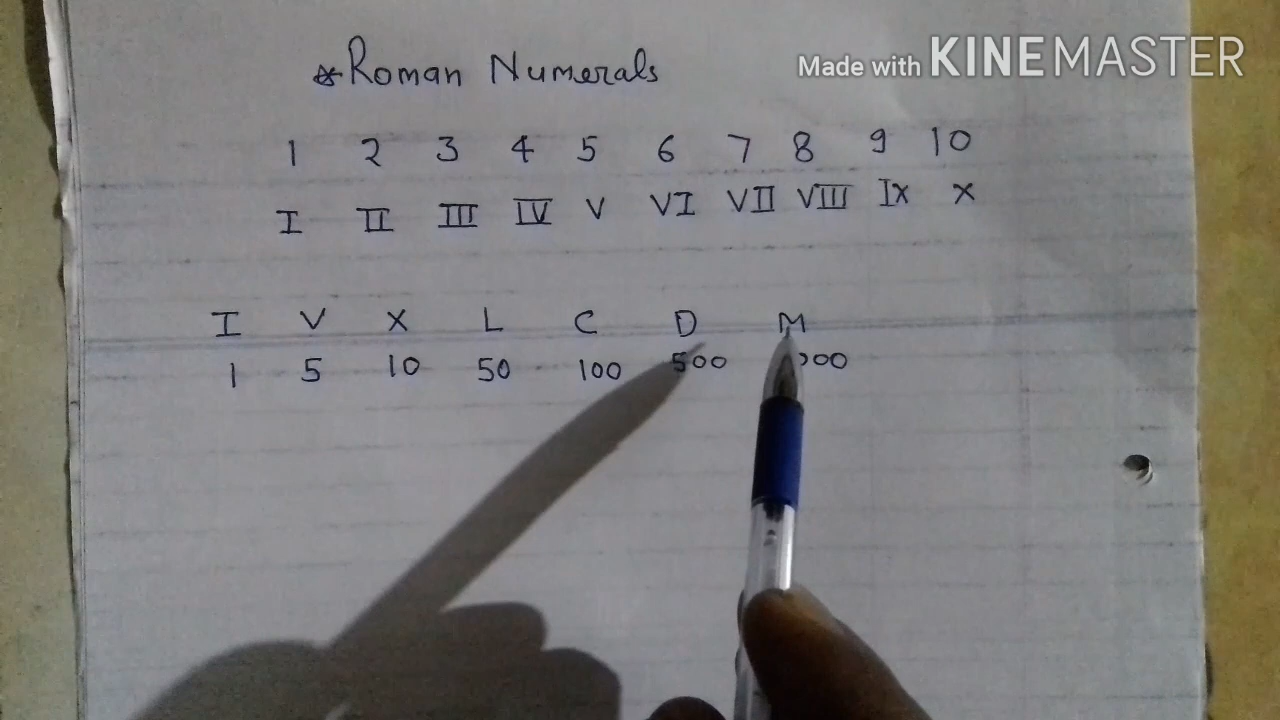 Made with KINEMASTER
*Roman Numerals
1 2 3 4 5 6 7 8 9 10
I II III IV V VI VII VIII IX X
I V X L C D M
1 5 10 50 100 500